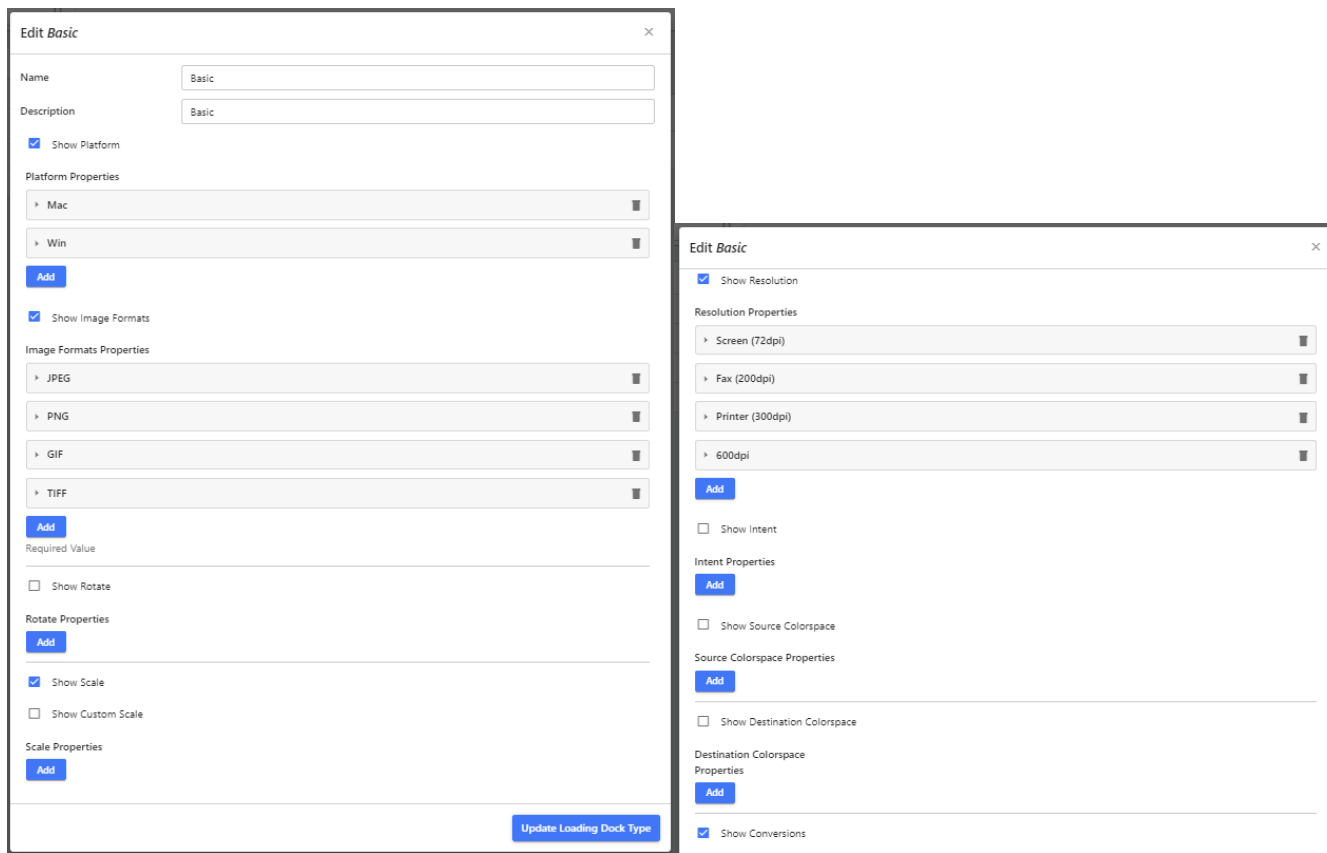 Edit Basic
Name
Basic
Description
Basic
Show Platform
Platform Properties
Mac
Win
Add
Show Image Formats
Image Formats Properties
JPEG
PNG
GIF
TIFF
Add
Required Value
Show Rotate
Rotate Properties
Add
Show Scale
Show Custom Scale
Scale Properties
Add
Update Loading Dock Type
Edit Basic
Show Resolution
Resolution Properties
Screen (72dpi)
Fax (200dpi)
Printer (300dpi)
600dpi
Add
Show Intent
Intent Properties
Add
Show Source Colorspace
Source Colorspace Properties
Add
Show Destination Colorspace
Destination Colorspace
Properties
Add
Show Conversions